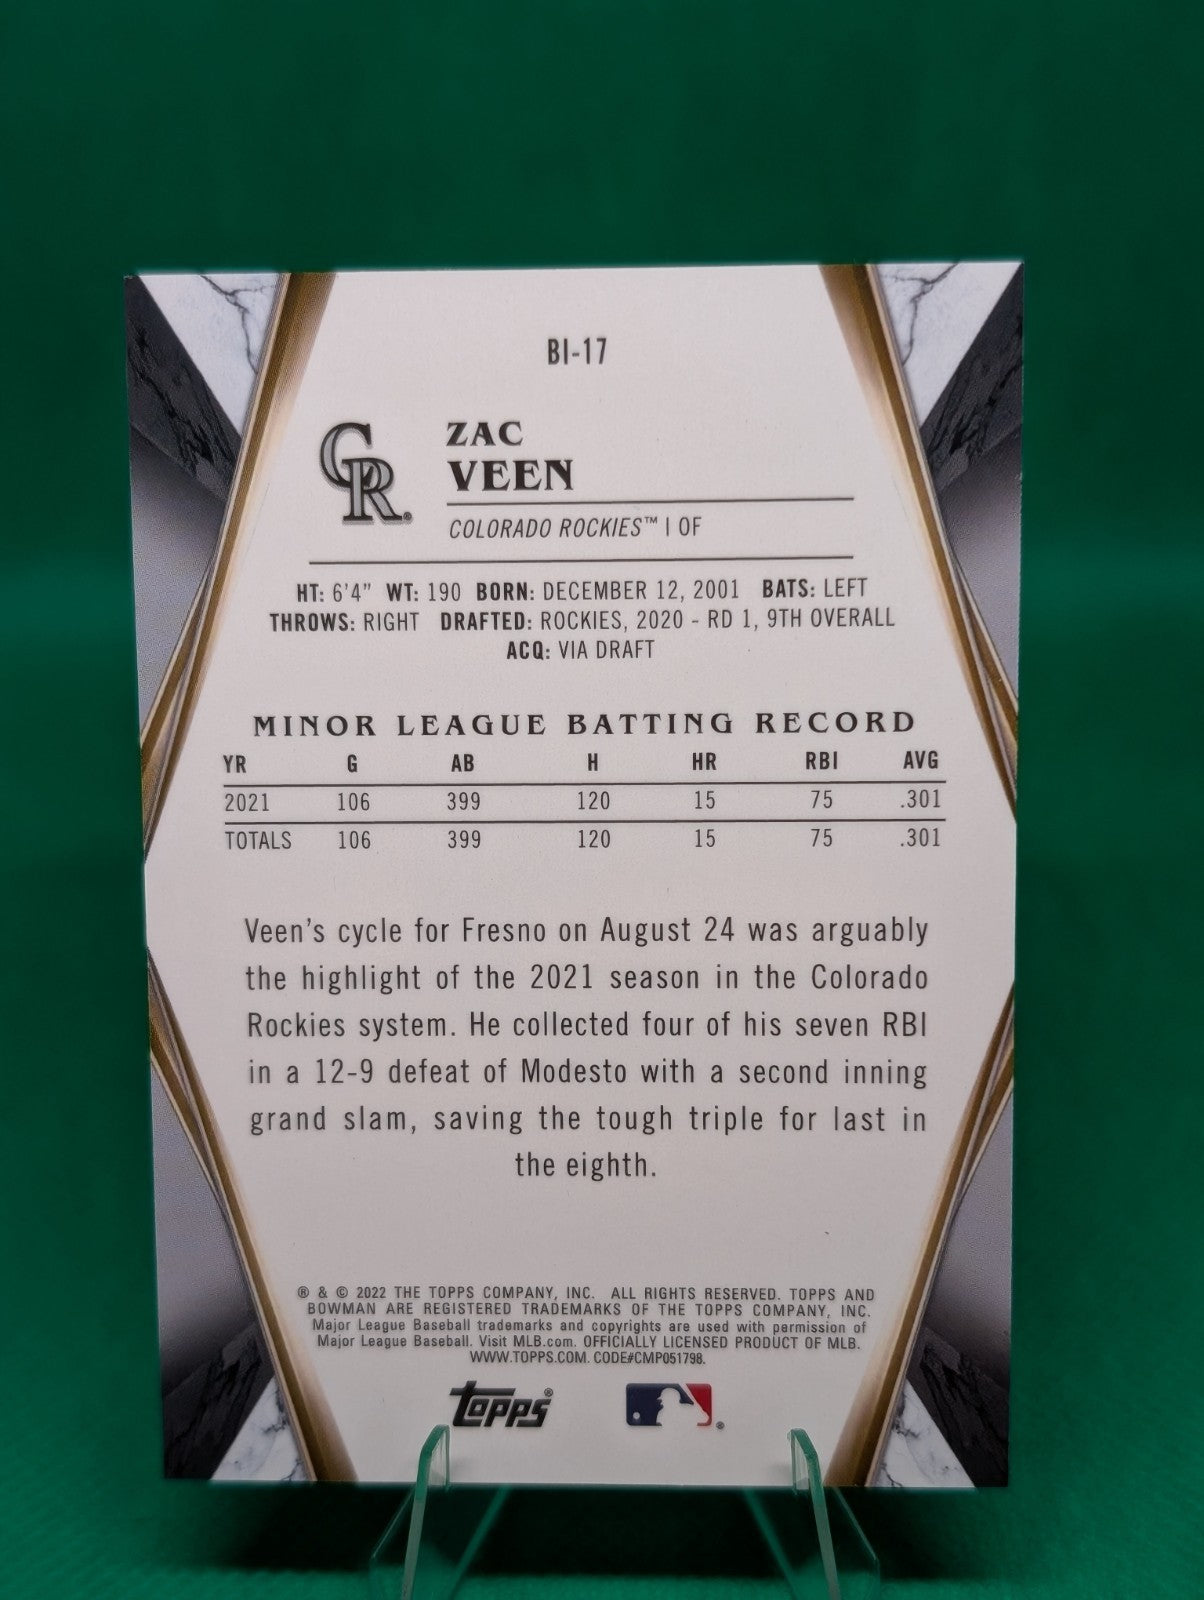 BI-17
CR®
ZAC
VEEN
COLORADO ROCKIES™ | OF
HT: 6'4" WT: 190 BORN: DECEMBER 12, 2001 BATS: LEFT
THROWS: RIGHT DRAFTED: ROCKIES, 2020 - RD 1, 9TH OVERALL
ACQ: VIA DRAFT
MINOR LEAGUE BATTING RECORD
YR G AB H HR RBI AVG
2021 106 399 120 15 75 .301
TOTALS 106 399 120 15 75 .301
Veen's cycle for Fresno on August 24 was arguably
the highlight of the 2021 season in the Colorado
Rockies system. He collected four of his seven RBI
in a 12-9 defeat of Modesto with a second inning
grand slam, saving the tough triple for last in
the eighth.
® & © 2022 THE TOPPS COMPANY, INC. ALL RIGHTS RESERVED. TOPPS AND
BOWMAN ARE REGISTERED TRADEMARKS OF THE TOPPS COMPANY, INC.
Major League Baseball trademarks and copyrights are used with permission of
Major League Baseball. Visit MLB.com. OFFICIALLY LICENSED PRODUCT OF MLB.
WWW.TOPPS.COM. CODE#CMP051798.
topps® ®